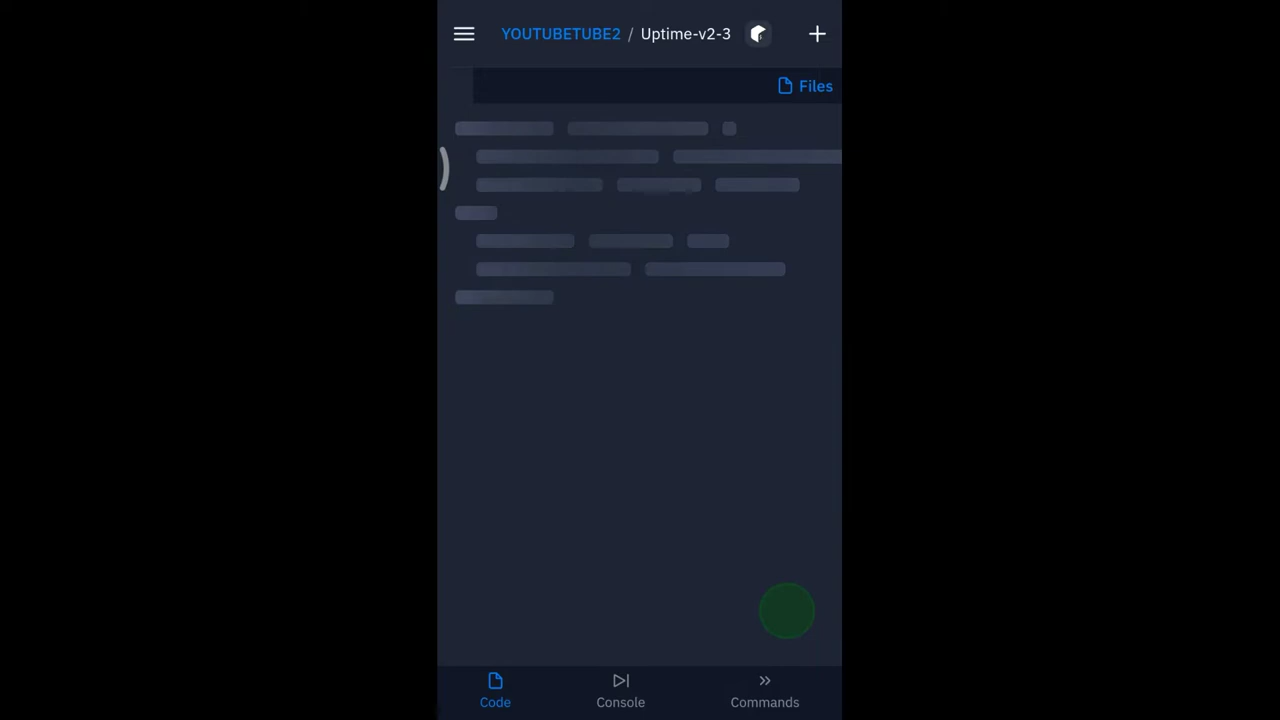 YOUTUBETUBE2 / Uptime-v2-3
Files
Code
Console
Commands